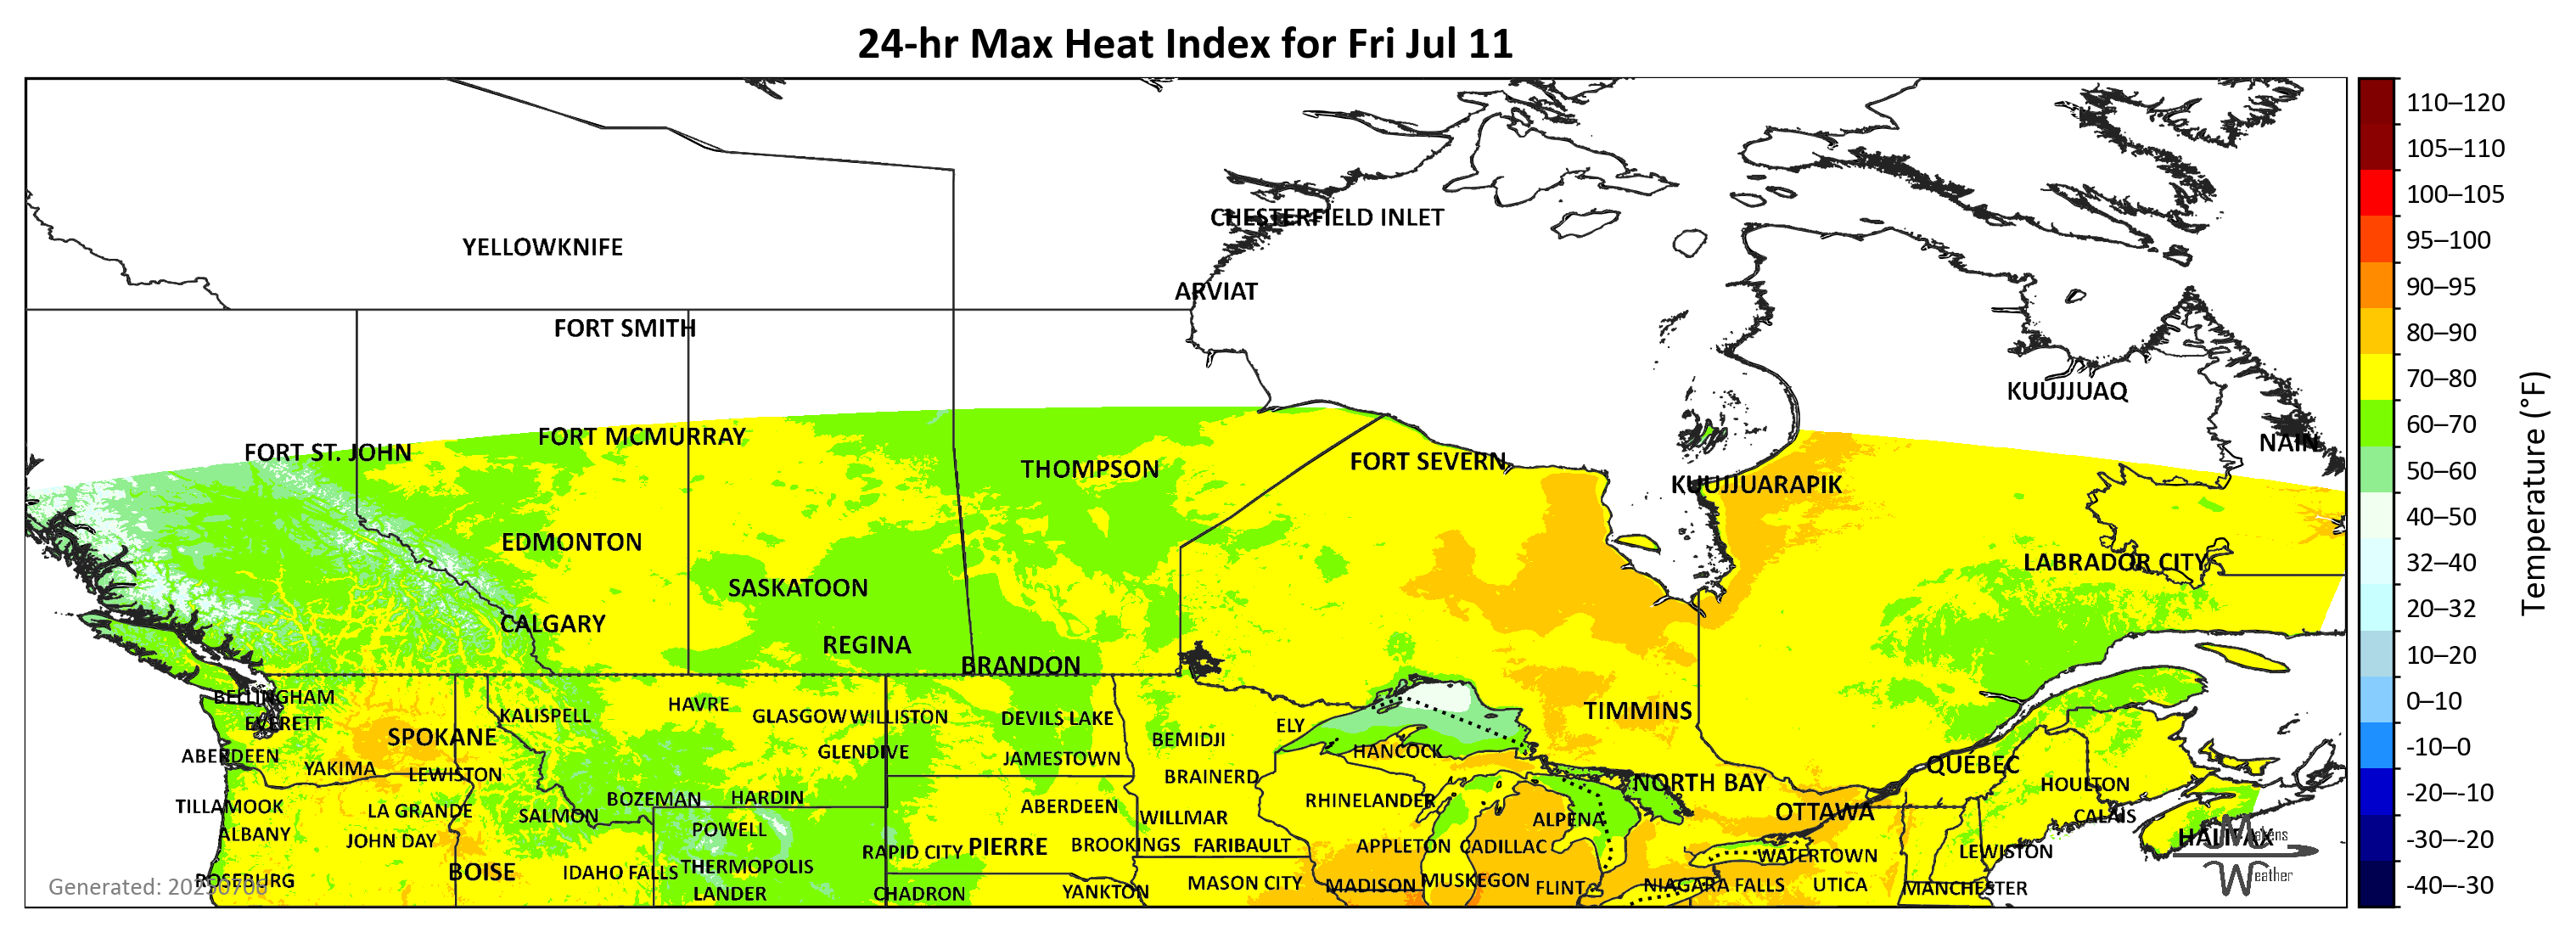 24-hr Max Heat Index for Fri Jul 11
110–120
105–110
100–105
95–100
90–95
80–90
70–80
60–70
50–60
40–50
32–40
20–32
10–20
0–10
-10–0
-20–-10
-30–-20
-40–-30
Temperature (°F)
CHESTERFIELD INLET
YELLOWKNIFE
ARVIAT
FORT SMITH
KUUJJUAQ
FORT MCMURRAY
NAIN
FORT ST. JOHN
FORT SEVERN
THOMPSON
KUUJJUARAPIK
EDMONTON
LABRADOR CITY
SASKATOON
CALGARY
REGINA
BRANDON
BELLINGHAM
HAVRE
TIMMINS
KALISPELL
GLASGOW
WILLISTON
DEVILS LAKE
EVERETT
ELY
SPOKANE
BEMIDJI
GLENDIVE
HANCOCK
ABERDEEN
JAMESTOWN
QUEBEC
YAKIMA
LEWISTON
BRAINERD
NORTH BAY
HOULTON
BOZEMAN
HARDIN
RHINELANDER
TILLAMOOK
ABERDEEN
LA GRANDE
OTTAWA
SALMON
WILLMAR
CALAIS
ALPENA
POWELL
ALBANY
HALIFAX
JOHN DAY
PIERRE
BROOKINGS
FARIBAULT
APPLETON
CADILLAC
RAPID CITY
LEWISTON
WATERTOWN
THERMOPOLIS
BOISE
IDAHO FALLS
ROSEBURG
MUSKEGON
MASON CITY
MADISON
NIAGARA FALLS
UTICA
FLINT
MANCHESTER
YANKTON
LANDER
CHADRON
Makens
Weather
Generated: 20250706